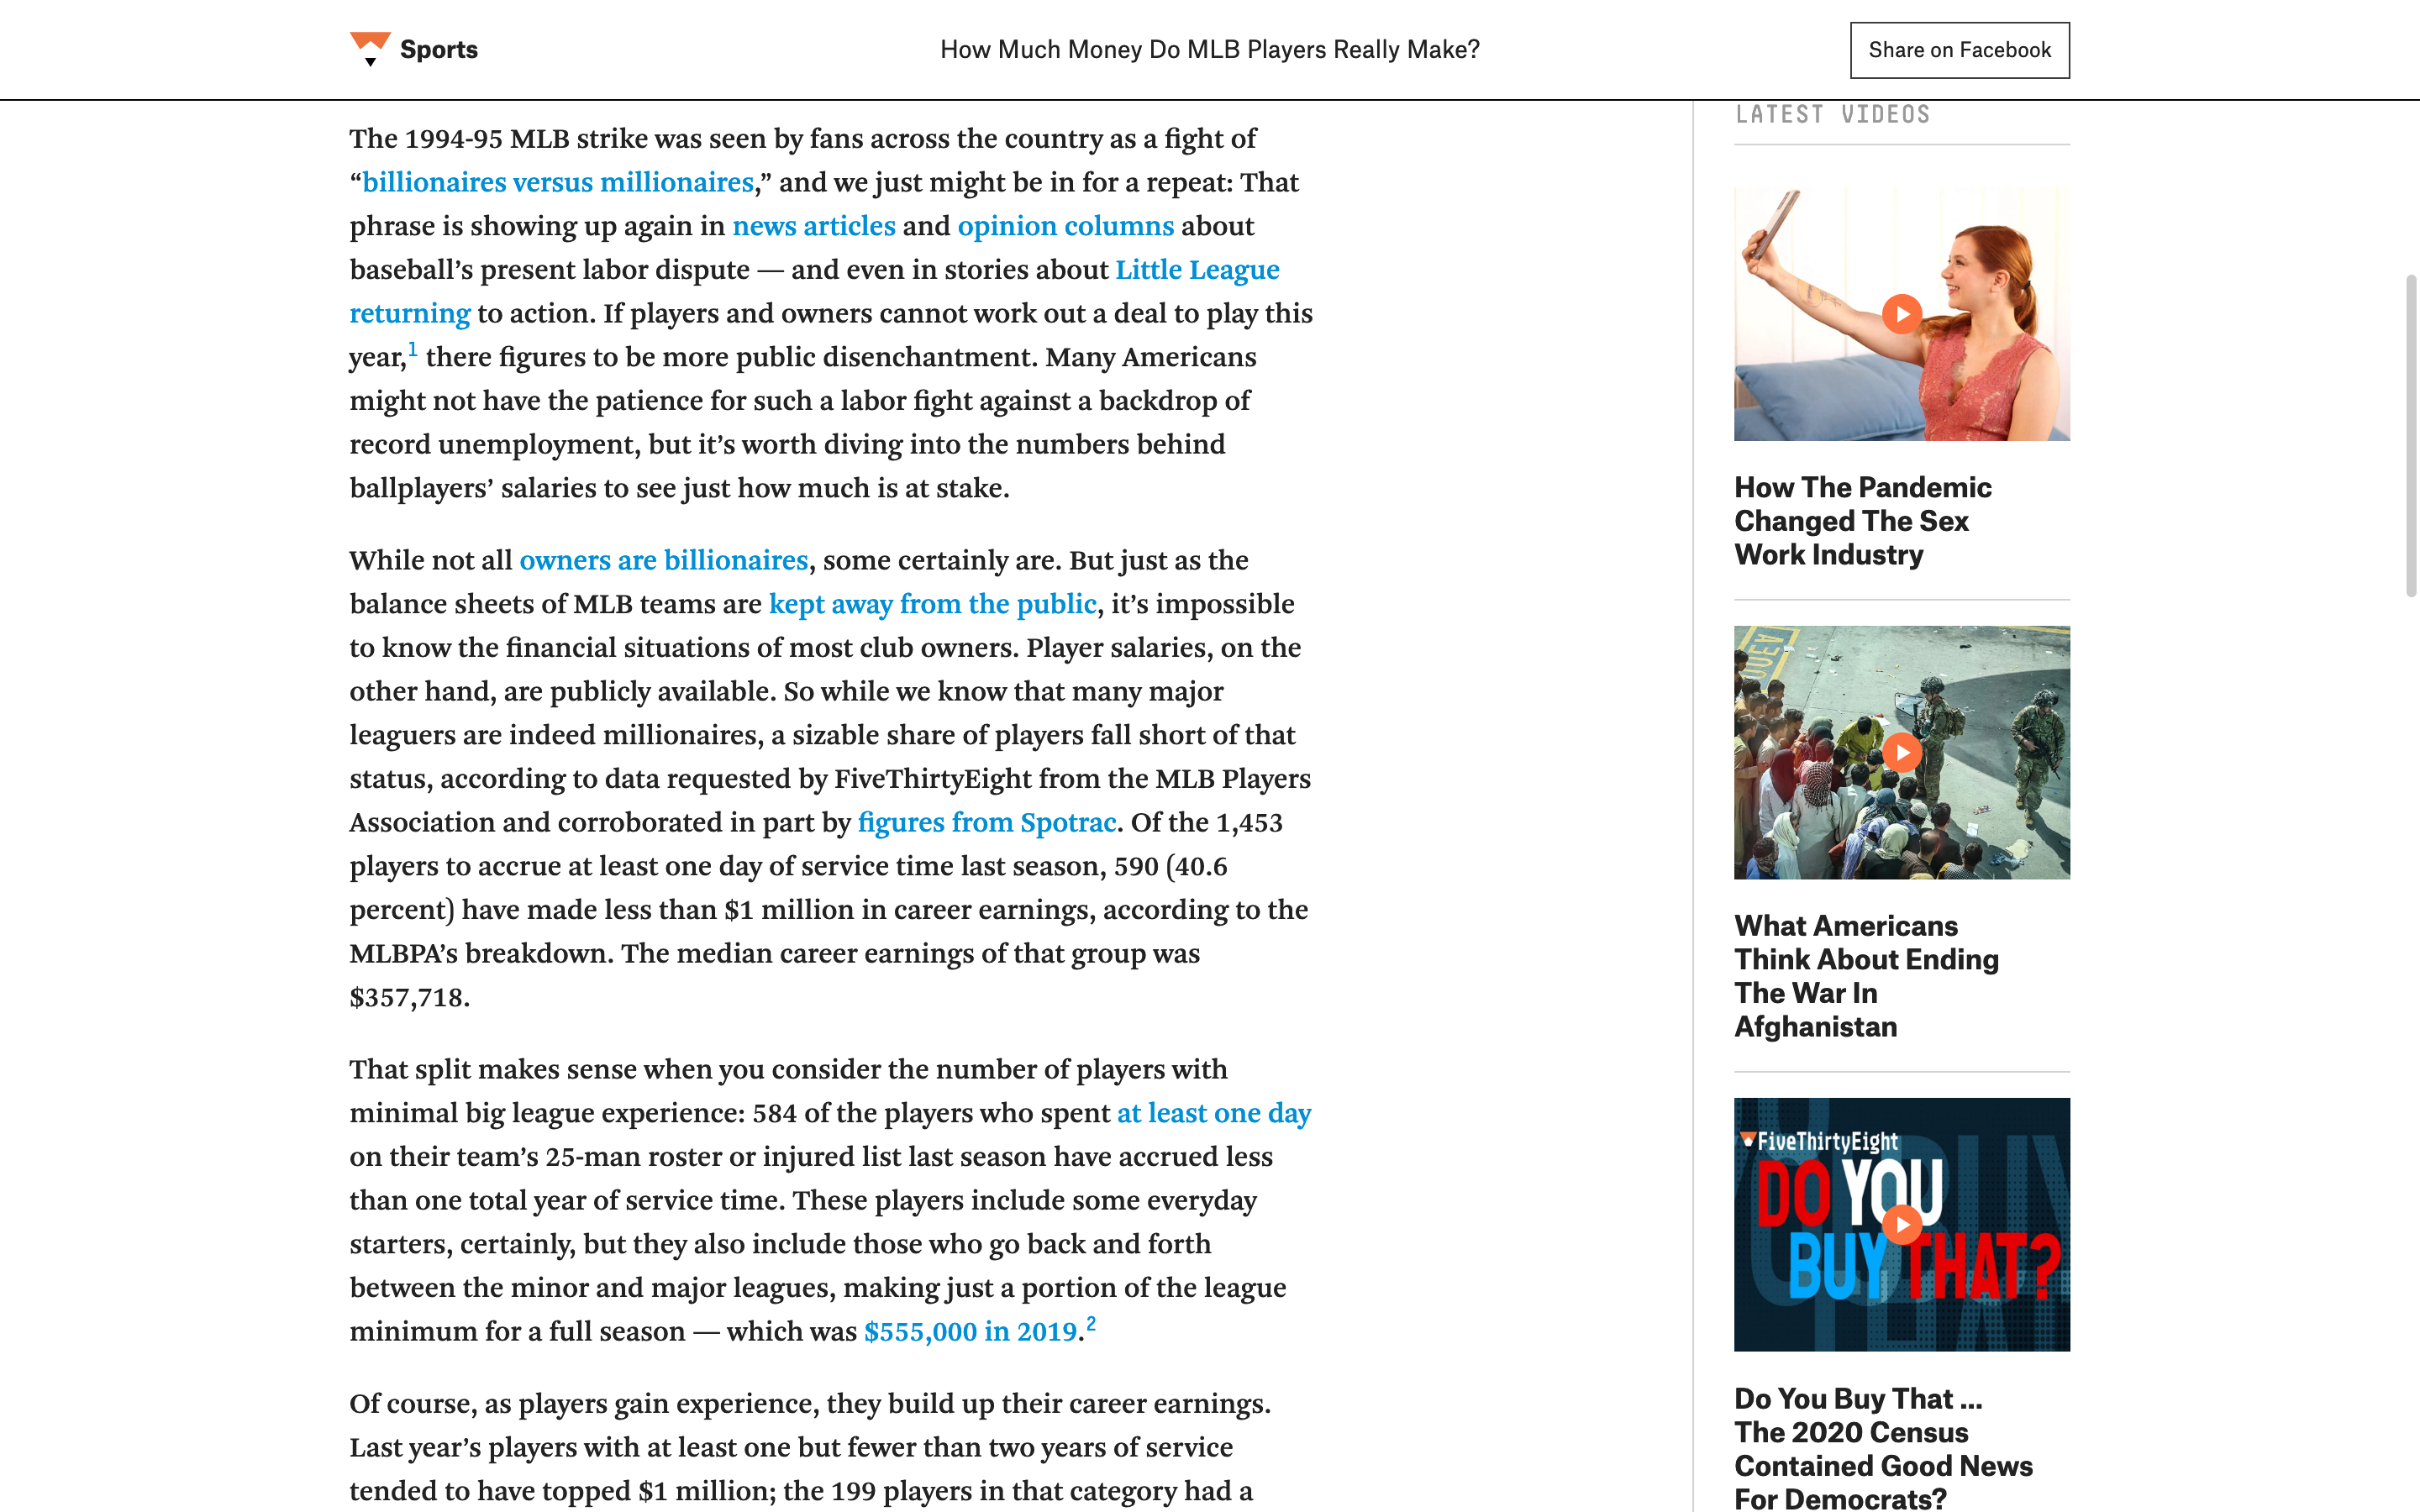 Sports
How Much Money Do MLB Players Really Make?
Share on Facebook
The 1994-95 MLB strike was seen by fans across the country as a fight of
“billionaires versus millionaires,” and we just might be in for a repeat: That
phrase is showing up again in news articles and opinion columns about
baseball’s present labor dispute — and even in stories about Little League
returning to action. If players and owners cannot work out a deal to play this
year,1 there figures to be more public disenchantment. Many Americans
might not have the patience for such a labor fight against a backdrop of
record unemployment, but it’s worth diving into the numbers behind
ballplayers’ salaries to see just how much is at stake.
While not all owners are billionaires, some certainly are. But just as the
balance sheets of MLB teams are kept away from the public, it’s impossible
to know the financial situations of most club owners. Player salaries, on the
other hand, are publicly available. So while we know that many major
leaguers are indeed millionaires, a sizable share of players fall short of that
status, according to data requested by FiveThirtyEight from the MLB Players
Association and corroborated in part by figures from Spotrac. Of the 1,453
players to accrue at least one day of service time last season, 590 (40.6
percent) have made less than $1 million in career earnings, according to the
MLBPA’s breakdown. The median career earnings of that group was
$357,718.
That split makes sense when you consider the number of players with
minimal big league experience: 584 of the players who spent at least one day
on their team’s 25-man roster or injured list last season have accrued less
than one total year of service time. These players include some everyday
starters, certainly, but they also include those who go back and forth
between the minor and major leagues, making just a portion of the league
minimum for a full season — which was $555,000 in 2019.2
Of course, as players gain experience, they build up their career earnings.
Last year’s players with at least one but fewer than two years of service
tended to have topped $1 million; the 199 players in that category had a
LATEST VIDEOS
How The Pandemic
Changed The Sex
Work Industry
What Americans
Think About Ending
The War In
Afghanistan
FiveThirtyEight
DO YOU
BUY THAT?
Do You Buy That ...
The 2020 Census
Contained Good News
For Democrats?